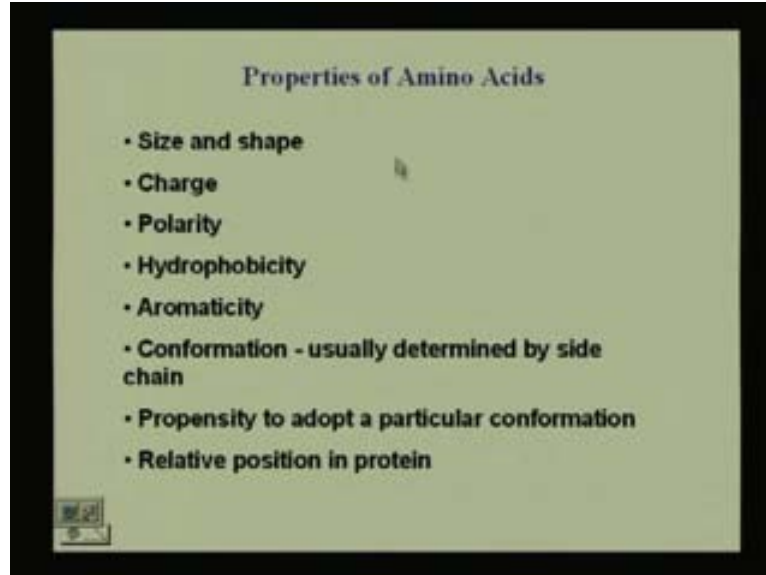 Properties of Amino Acids
• Size and shape
• Charge
• Polarity
• Hydrophobicity
• Aromaticity
• Conformation - usually determined by side
chain
• Propensity to adopt a particular conformation
• Relative position in protein